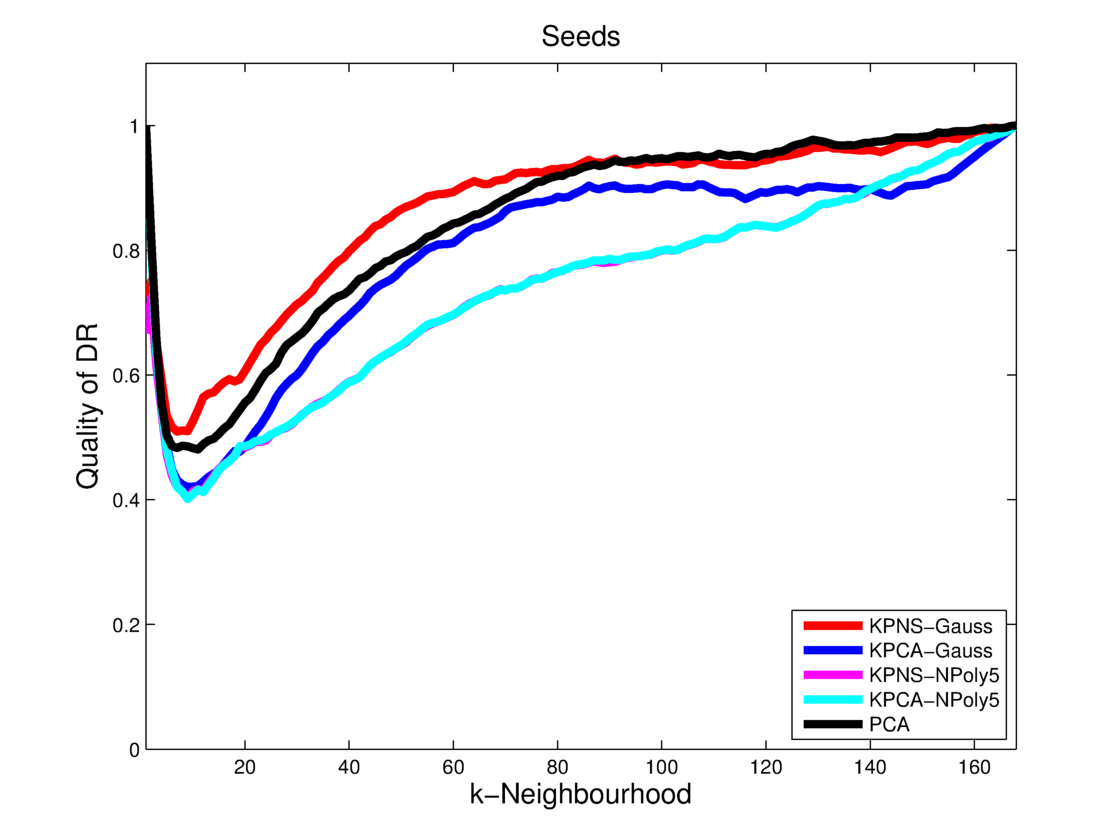 Seeds
Quality of DR
1
0.8
0.6
0.4
0.2
0
20 40 60 80 100 120 140 160
k−Neighbourhood
KPNS−Gauss
KPCA−Gauss
KPNS−NPoly5
KPCA−NPoly5
PCA